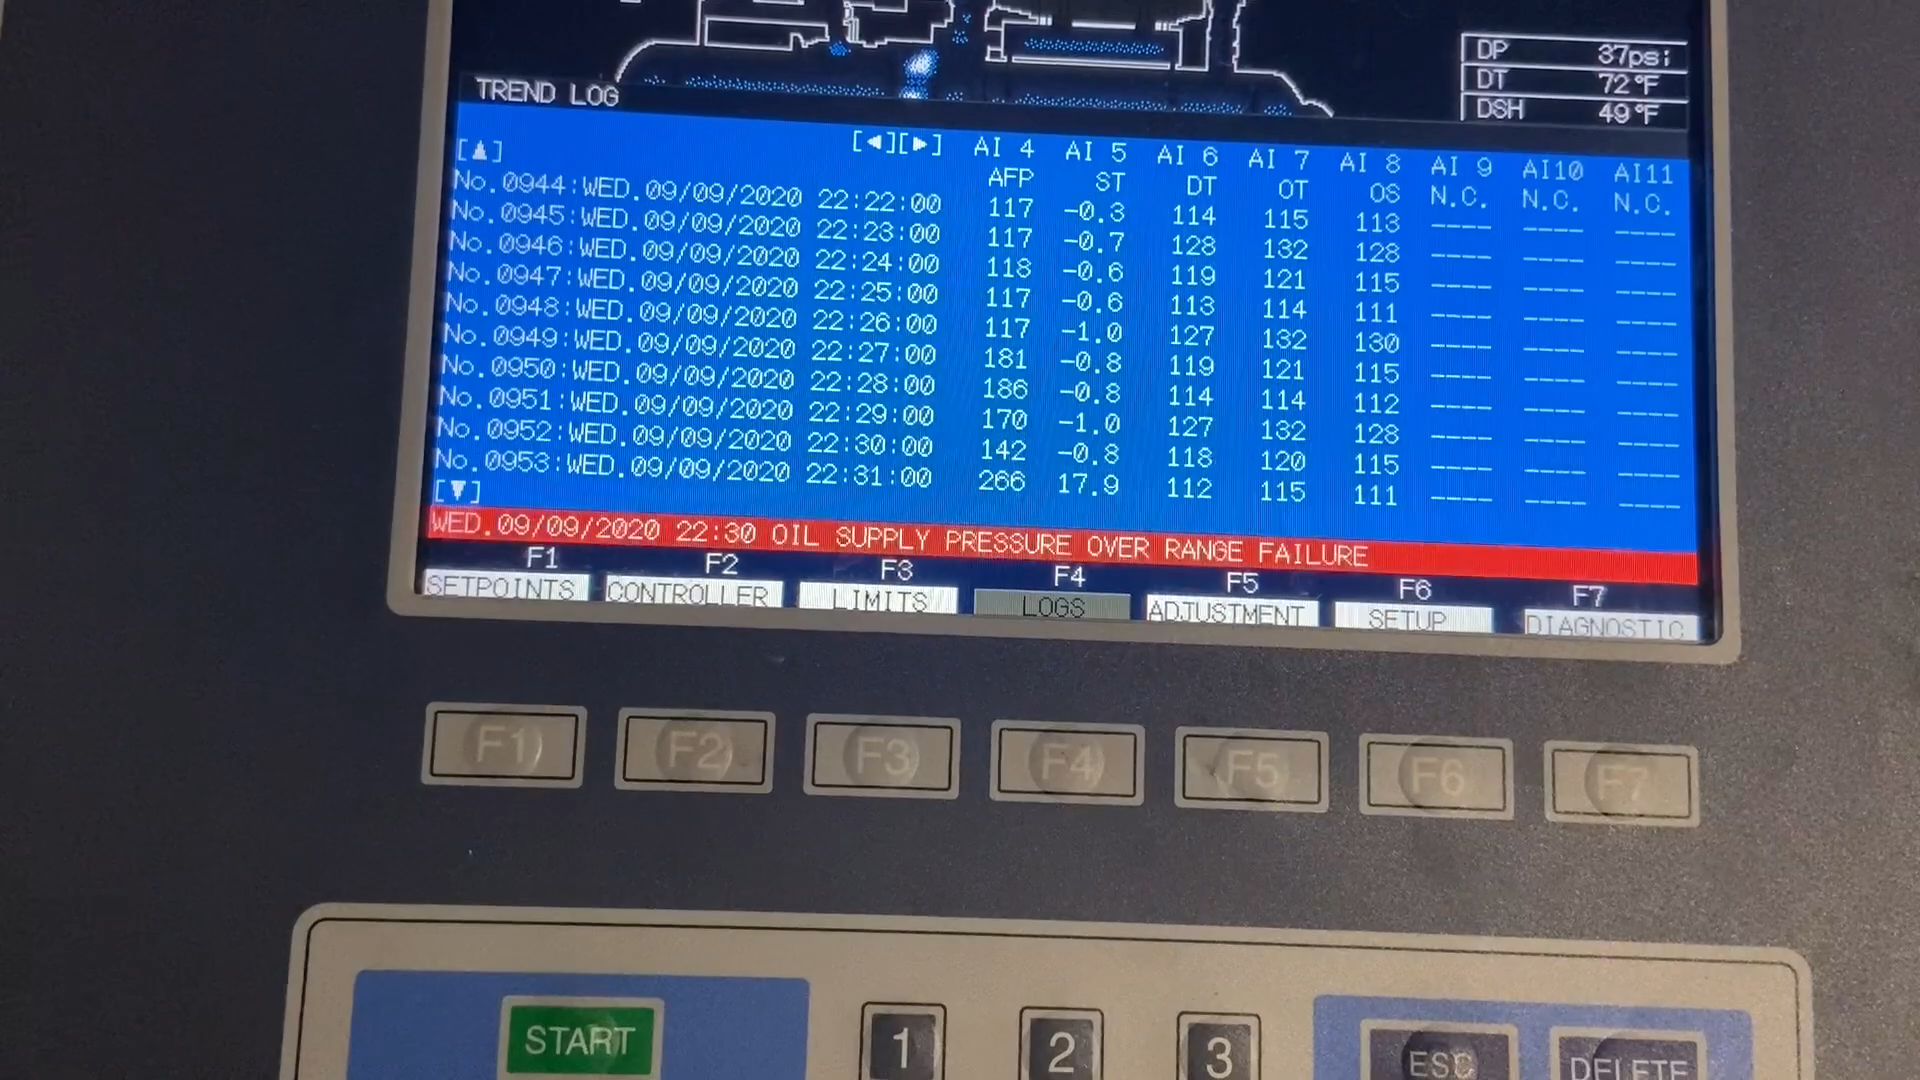 DP 37psi
DT 72°F
DSH 49°F
TREND LOG
[◄][►] AI 4 AI 5 AI 6 AI 7 AI 8 AI 9 AI10 AI11
[▲] AFP ST DT OT OS N.C. N.C. N.C.
No.0944:WED.09/09/2020 22:22:00 117 -0.3 114 115 113 ---- ---- ----
No.0945:WED.09/09/2020 22:23:00 117 -0.7 128 132 128 ---- ---- ----
No.0946:WED.09/09/2020 22:24:00 118 -0.6 119 121 115 ---- ---- ----
No.0947:WED.09/09/2020 22:25:00 117 -0.6 113 114 111 ---- ---- ----
No.0948:WED.09/09/2020 22:26:00 117 -1.0 127 132 130 ---- ---- ----
No.0949:WED.09/09/2020 22:27:00 181 -0.8 119 121 115 ---- ---- ----
No.0950:WED.09/09/2020 22:28:00 186 -0.8 114 114 112 ---- ---- ----
No.0951:WED.09/09/2020 22:29:00 170 -1.0 127 132 128 ---- ---- ----
No.0952:WED.09/09/2020 22:30:00 142 -0.8 118 120 115 ---- ---- ----
No.0953:WED.09/09/2020 22:31:00 266 17.9 112 115 111 ---- ---- ----
[▼]
WED.09/09/2020 22:30 OIL SUPPLY PRESSURE OVER RANGE FAILURE
F1 F2 F3 F4 F5 F6 F7
SETPOINTS CONTROLLER LIMITS LOGS ADJUSTMENT SETUP DIAGNOSTIC
F1 F2 F3 F4 F5 F6 F7
START 1 2 3 ESC DELETE